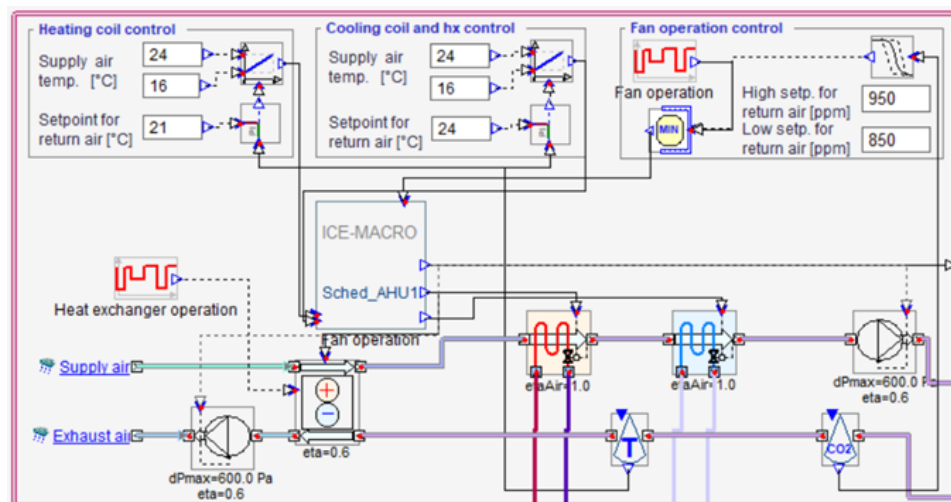 Heating coil control
Supply air
temp. [°C]
24
16
Setpoint for
return air [°C]
21
PI
Cooling coil and hx control
Supply air
temp. [°C]
24
16
Setpoint for
return air [°C]
24
PI
Fan operation control
Fan operation
MIN
High setp. for
return air [ppm]
950
Low setp. for
return air [ppm]
850
ICE-MACRO
Sched_AHU1
Fan operation
Heat exchanger operation
Supply air
Exhaust air
dPmax=600.0 Pa
eta=0.6
eta=0.6
etaAir=1.0
etaAir=1.0
dPmax=600.0 Pa
eta=0.6
T
CO2